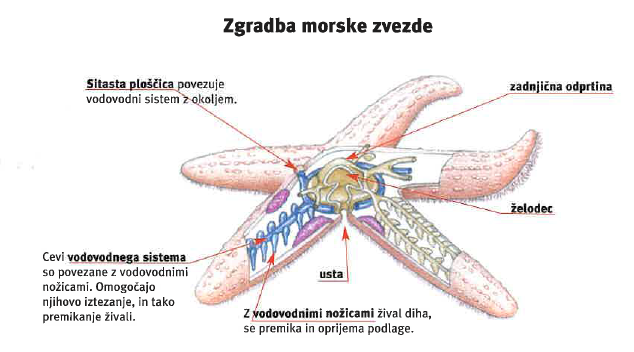 Zgradba morske zvezde
Sitasta ploščica povezuje
vodovodni sistem z okoljem.
zadnjična odprtina
želodec
Cevi vodovodnega sistema
so povezane z vodovodnimi
nožicami. Omogočajo
njihovo iztezanje, in tako
premikanje živali.
usta
Z vodovodnimi nožicami žival diha,
se premika in oprijema podlage.